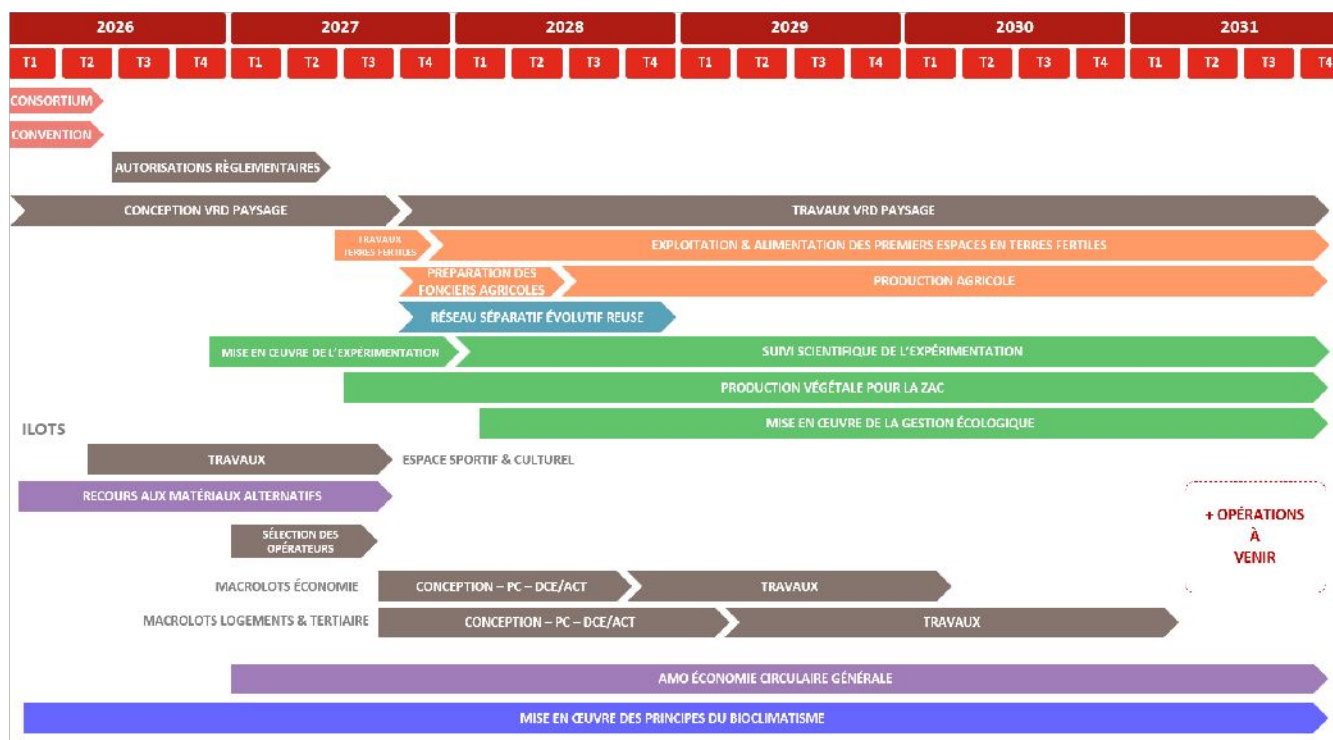 2026 2027 2028 2029 2030 2031
T1 T2 T3 T4 T1 T2 T3 T4 T1 T2 T3 T4 T1 T2 T3 T4 T1 T2 T3 T4 T1 T2 T3 T4
CONSORTIUM
CONVENTION
AUTORISATIONS RÈGLEMENTAIRES
CONCEPTION VRD PAYSAGE
TRAVAUX VRD PAYSAGE
TRAVAUX
TERRES FERTILES
EXPLOITATION & ALIMENTATION DES PREMIERS ESPACES EN TERRES FERTILES
PREPARATION DES
FONCIERS AGRICOLES
PRODUCTION AGRICOLE
RÉSEAU SÉPARATIF ÉVOLUTIF REUSE
MISE EN ŒUVRE DE L'EXPÉRIMENTATION
SUIVI SCIENTIFIQUE DE L'EXPÉRIMENTATION
PRODUCTION VÉGÉTALE POUR LA ZAC
MISE EN ŒUVRE DE LA GESTION ÉCOLOGIQUE
ILOTS
TRAVAUX
ESPACE SPORTIF & CULTUREL
RECOURS AUX MATÉRIAUX ALTERNATIFS
+ OPÉRATIONS
À
VENIR
SÉLECTION DES
OPÉRATEURS
MACROLOTS ÉCONOMIE
CONCEPTION – PC – DCE/ACT
TRAVAUX
MACROLOTS LOGEMENTS & TERTIAIRE
CONCEPTION – PC – DCE/ACT
TRAVAUX
AMO ÉCONOMIE CIRCULAIRE GÉNÉRALE
MISE EN ŒUVRE DES PRINCIPES DU BIOCLIMATISME